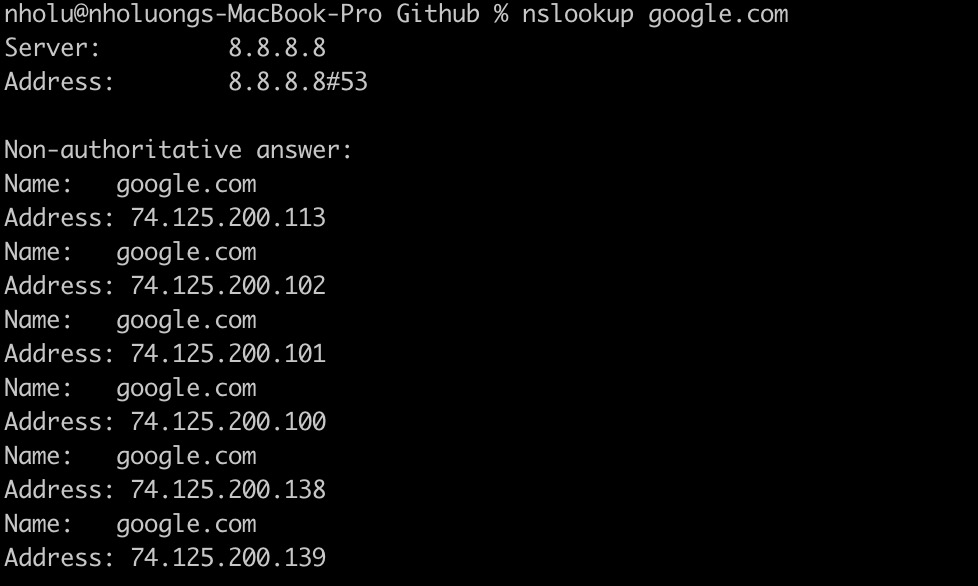 nholu@nholuongs-MacBook-Pro Github % nslookup google.com
Server:		8.8.8.8
Address:	8.8.8.8#53

Non-authoritative answer:
Name:	google.com
Address: 74.125.200.113
Name:	google.com
Address: 74.125.200.102
Name:	google.com
Address: 74.125.200.101
Name:	google.com
Address: 74.125.200.100
Name:	google.com
Address: 74.125.200.138
Name:	google.com
Address: 74.125.200.139